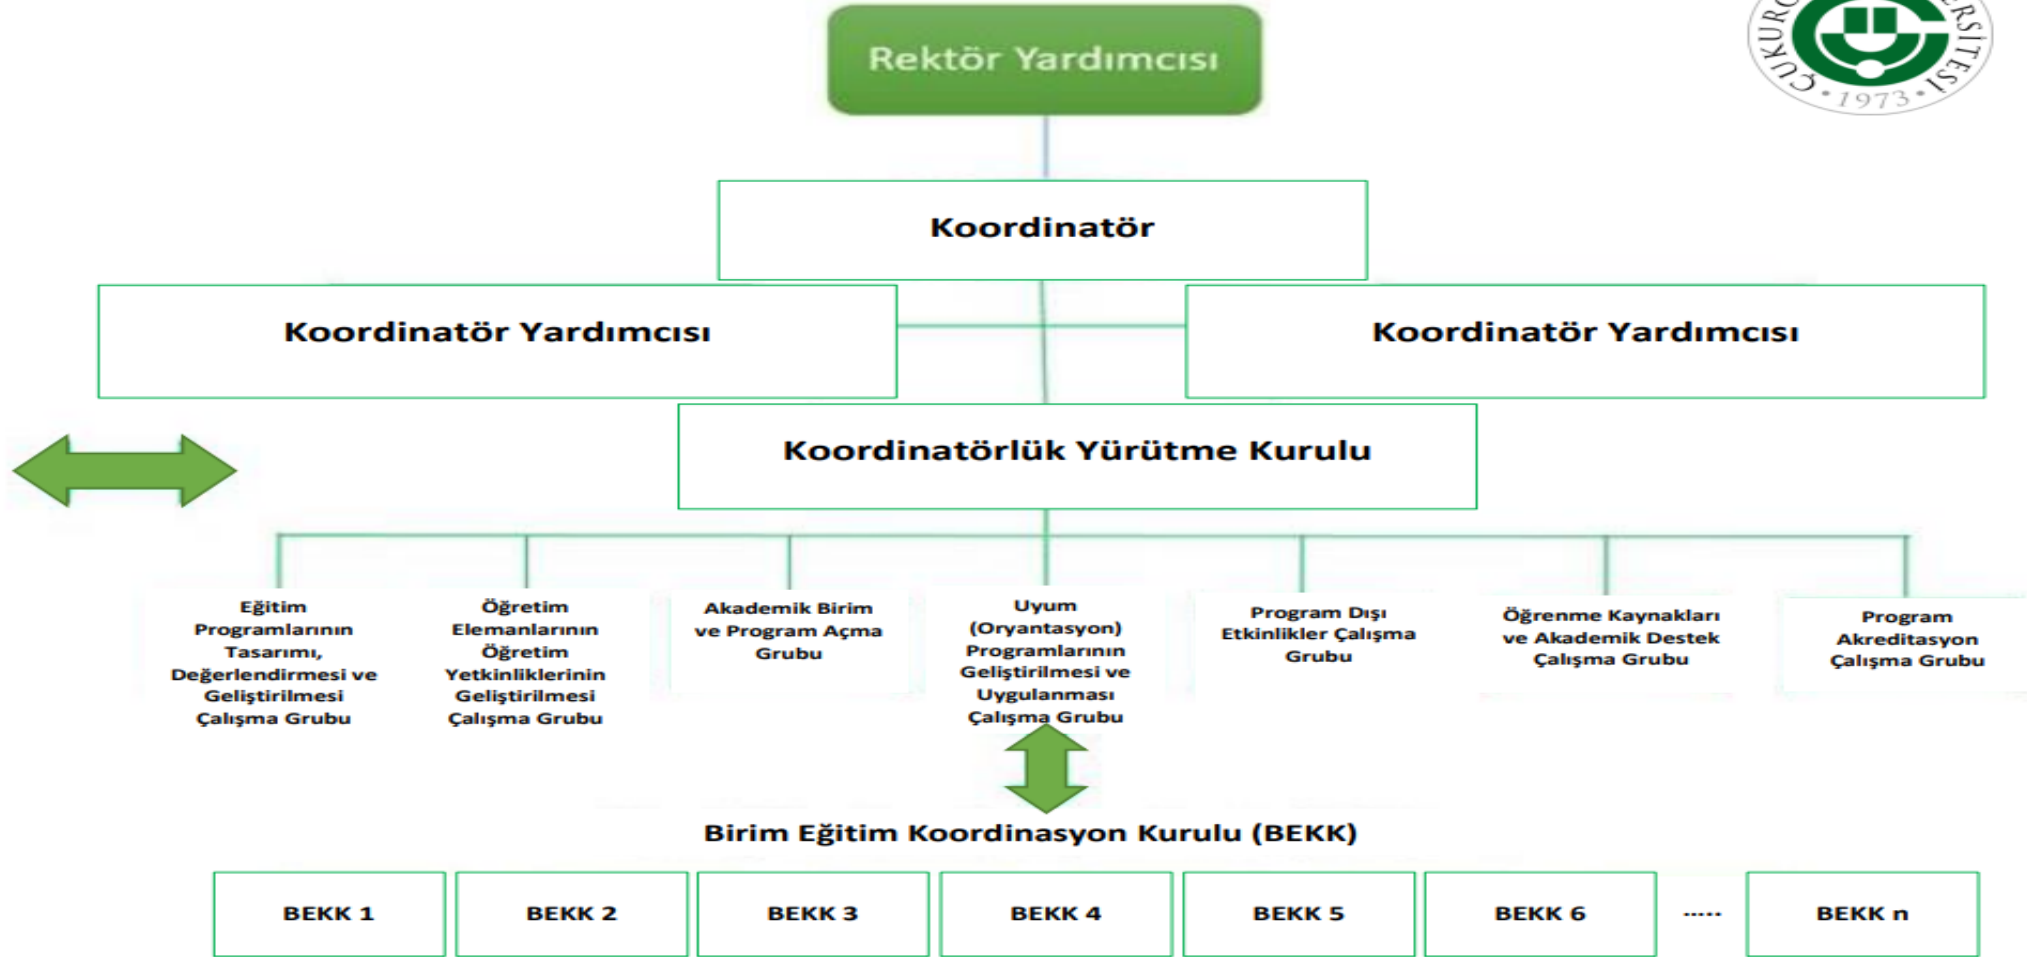 Rektör Yardımcısı
1973
Koordinatör
Koordinatör Yardımcısı
Koordinatör Yardımcısı
Koordinatörlük Yürütme Kurulu
Eğitim
Programlarının
Tasarımı,
Değerlendirmesi ve
Geliştirilmesi
Çalışma Grubu
Öğretim
Elemanlarının
Öğretim
Yetkinliklerinin
Geliştirilmesi
Çalışma Grubu
Akademik Birim
ve Program Açma
Grubu
Uyum
(Oryantasyon)
Programlarının
Geliştirilmesi ve
Uygulanması
Çalışma Grubu
Program Dışı
Etkinlikler Çalışma
Grubu
Öğrenme Kaynakları
ve Akademik Destek
Çalışma Grubu
Program
Akreditasyon
Çalışma Grubu
Birim Eğitim Koordinasyon Kurulu (BEKK)
BEKK 1
BEKK 2
BEKK 3
BEKK 4
BEKK 5
BEKK 6
.....
BEKK n